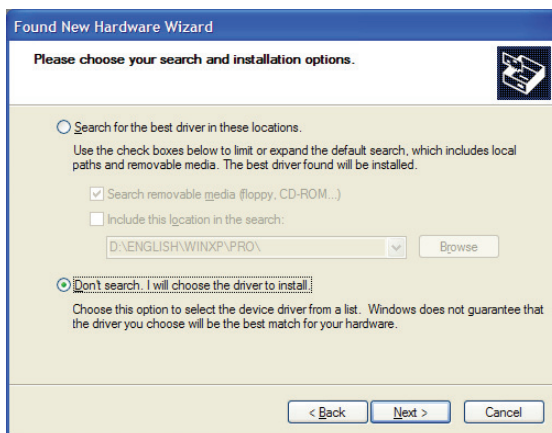 Found New Hardware Wizard
Please choose your search and installation options.
Search for the best driver in these locations.
Use the check boxes below to limit or expand the default search, which includes local
paths and removable media. The best driver found will be installed.
Search removable media (floppy, CD-ROM...)
Include this location in the search:
D:\ENGLISH\WINXP\PRO\
Browse
Don't search. I will choose the driver to install.
Choose this option to select the device driver from a list. Windows does not guarantee that
the driver you choose will be the best match for your hardware.
< Back Next > Cancel